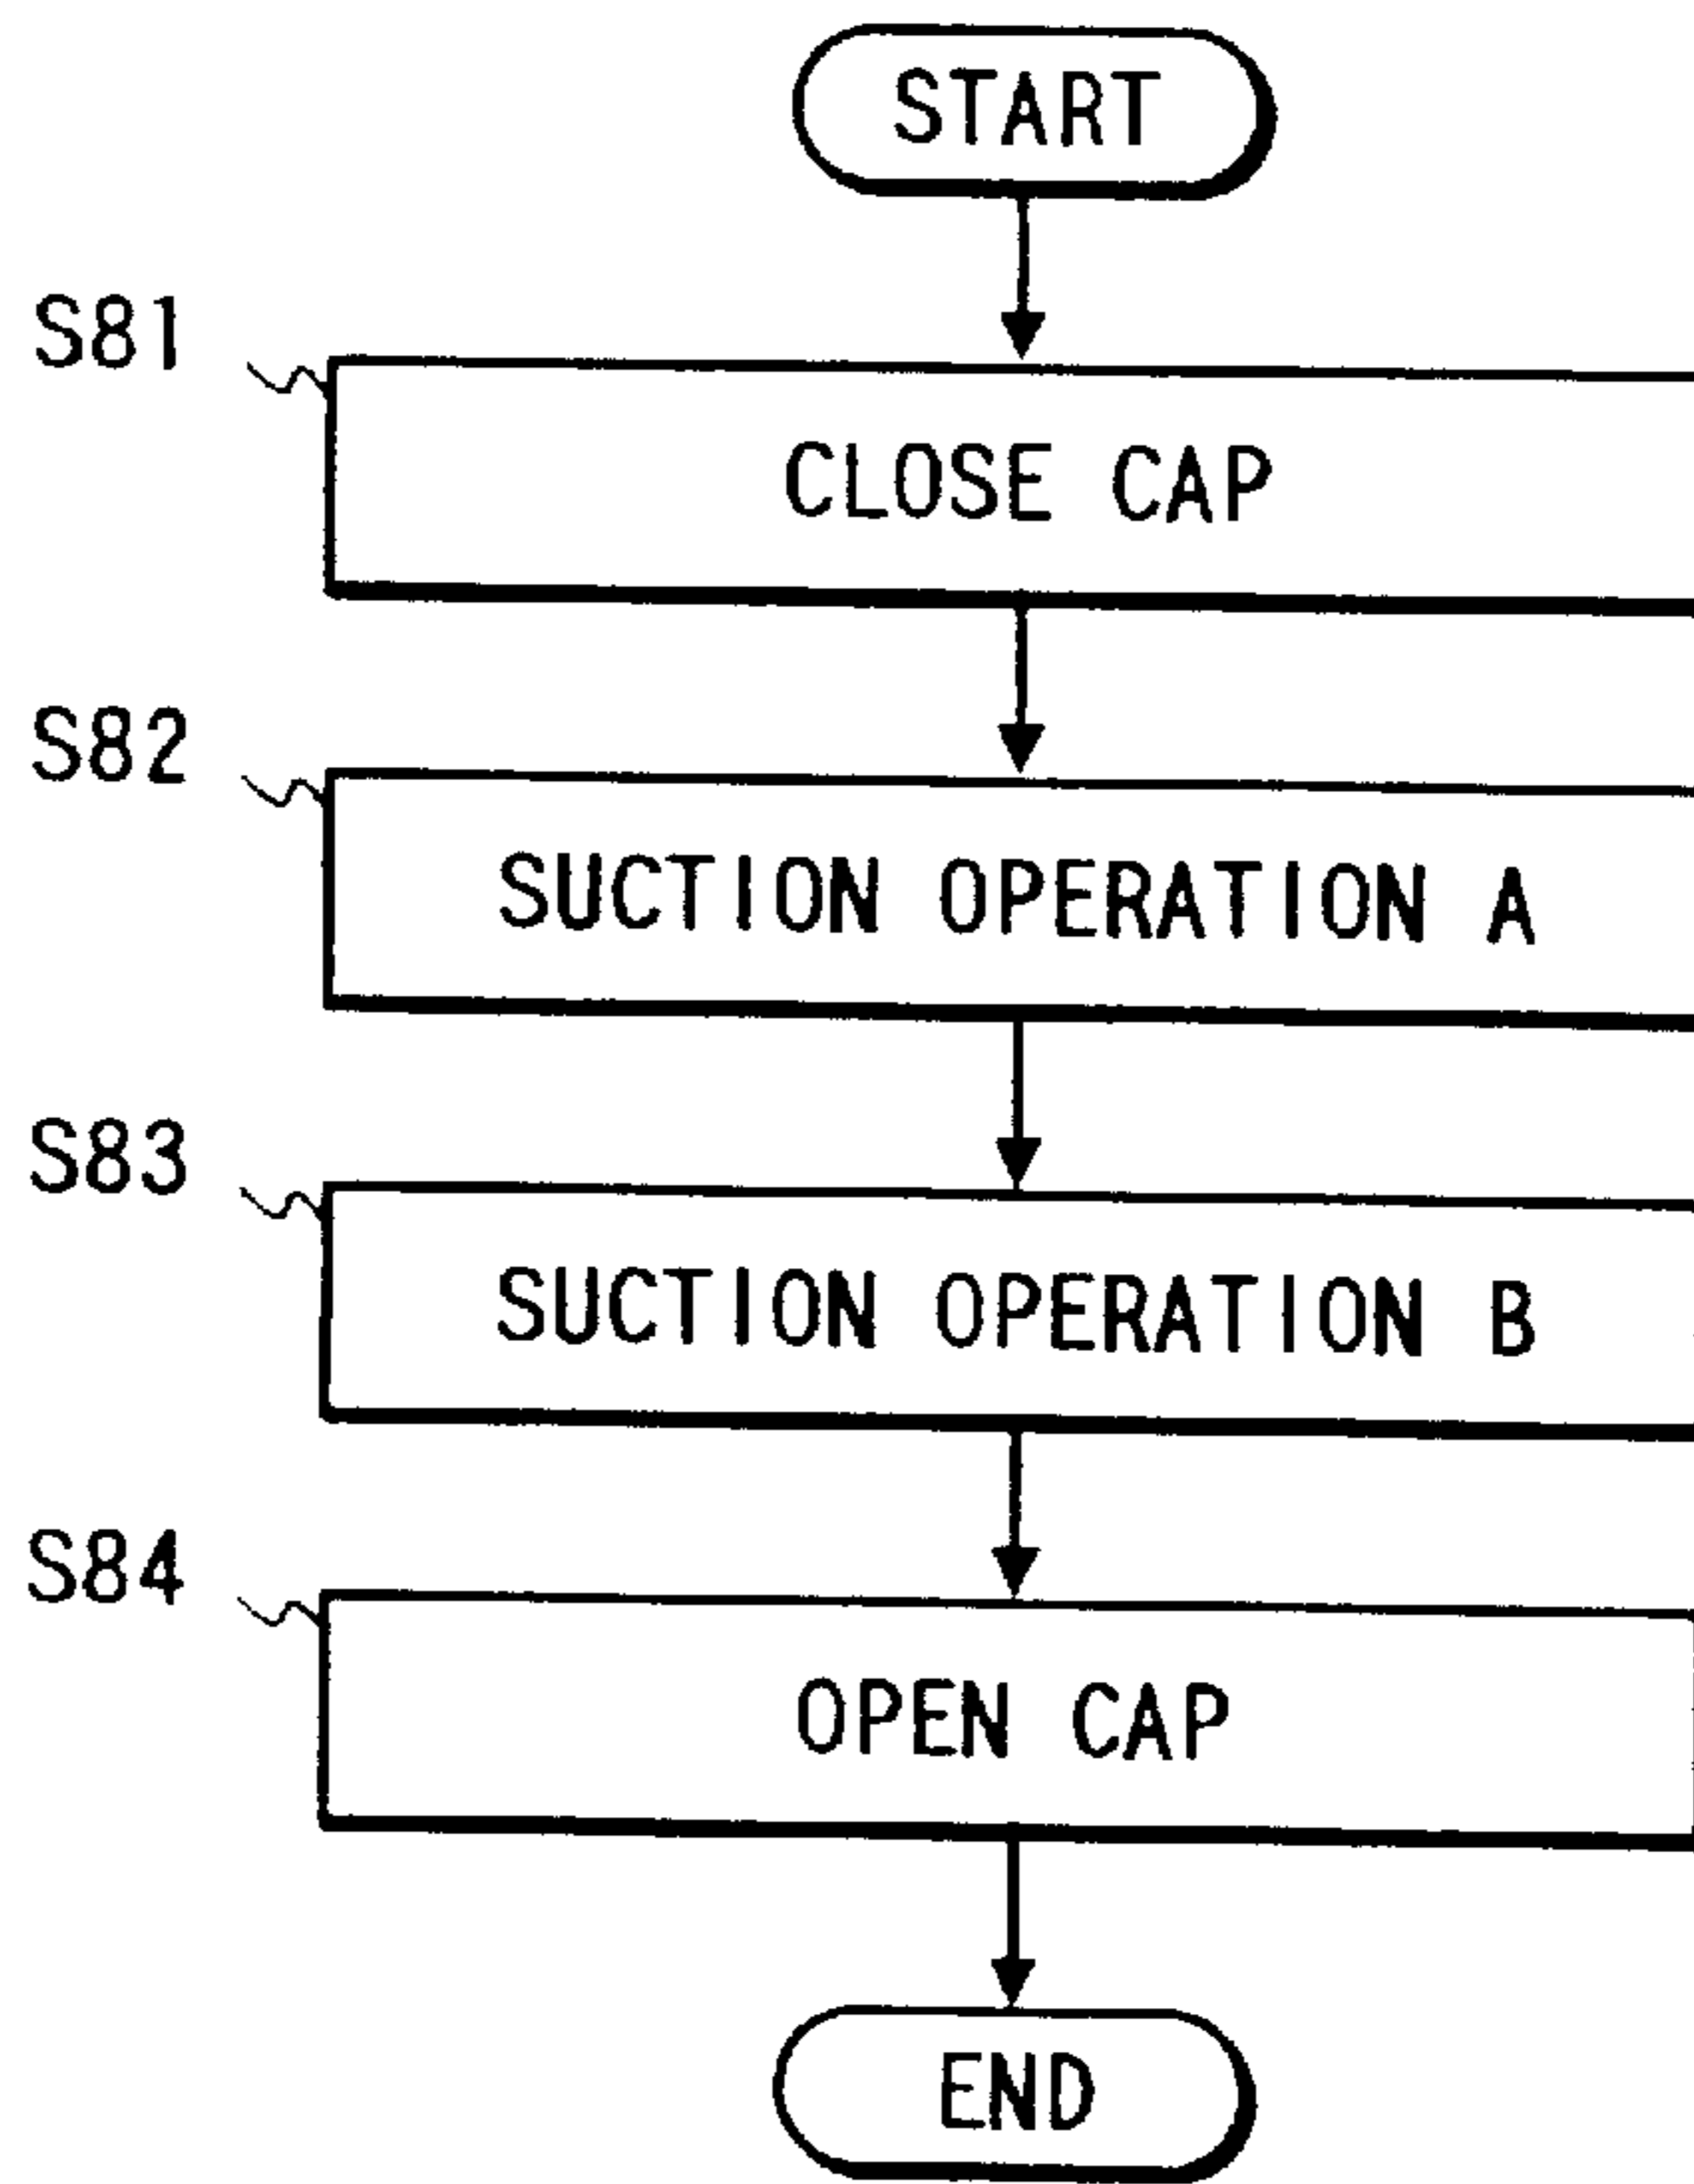 START
S81
CLOSE CAP
S82
SUCTION OPERATION A
S83
SUCTION OPERATION B
S84
OPEN CAP
END